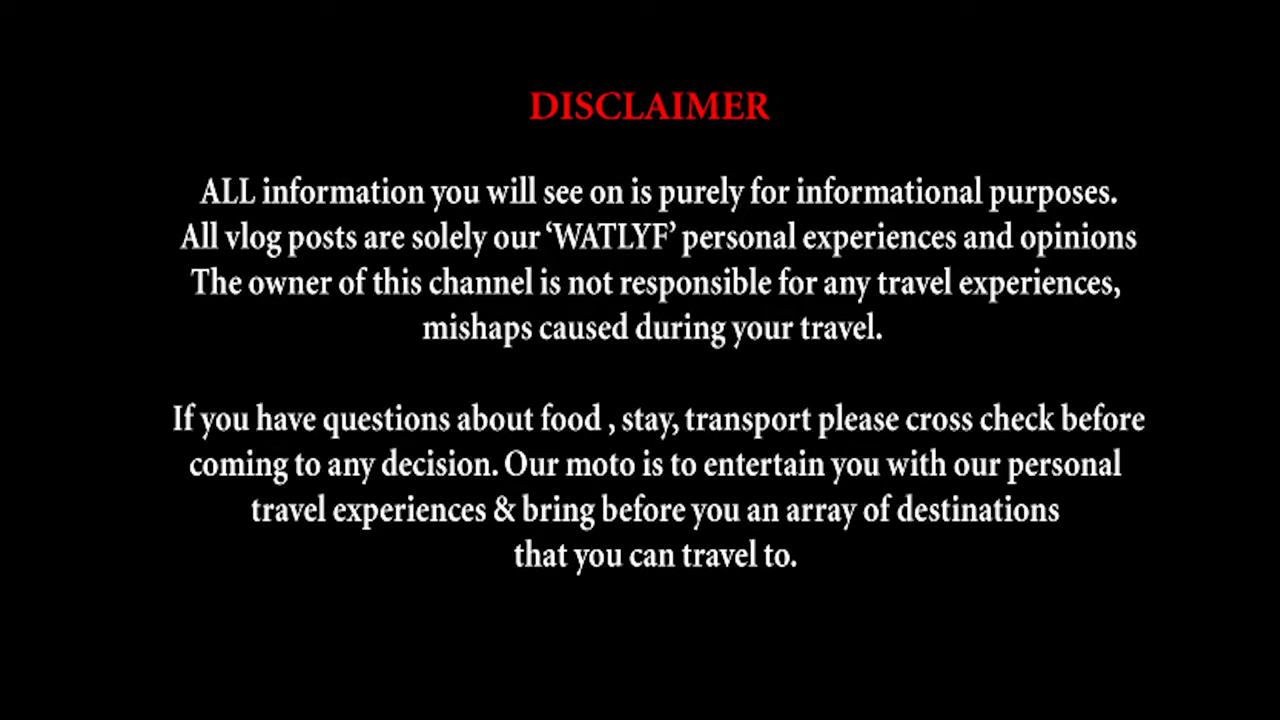 DISCLAIMER
ALL information you will see on is purely for informational purposes.
All vlog posts are solely our ‘WATLYF’ personal experiences and opinions
The owner of this channel is not responsible for any travel experiences,
mishaps caused during your travel.
If you have questions about food , stay, transport please cross check before
coming to any decision. Our moto is to entertain you with our personal
travel experiences & bring before you an array of destinations
that you can travel to.